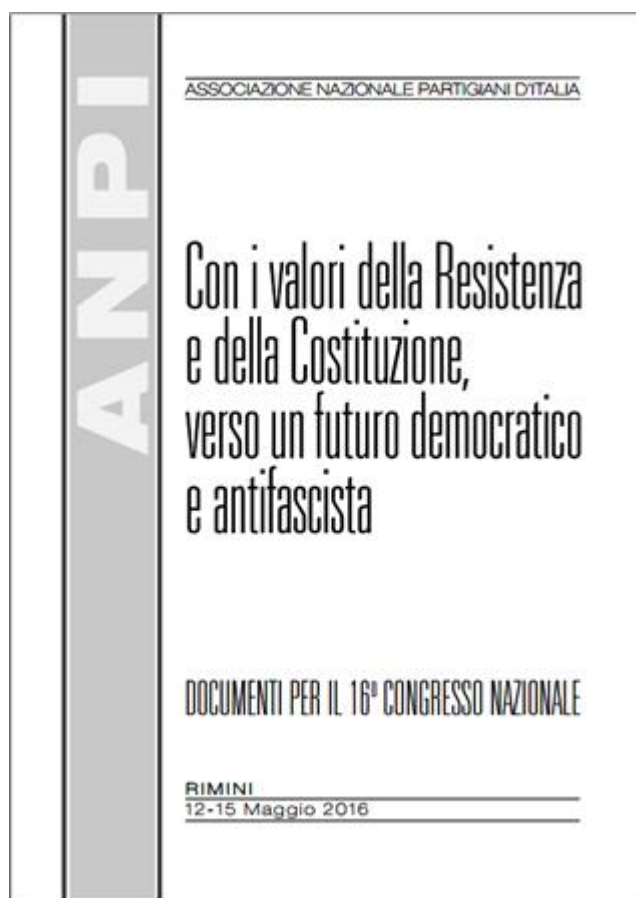 ANPI
ASSOCIAZIONE NAZIONALE PARTIGIANI D'ITALIA
Con i valori della Resistenza
e della Costituzione,
verso un futuro democratico
e antifascista
DOCUMENTI PER IL 16° CONGRESSO NAZIONALE
RIMINI
12-15 Maggio 2016